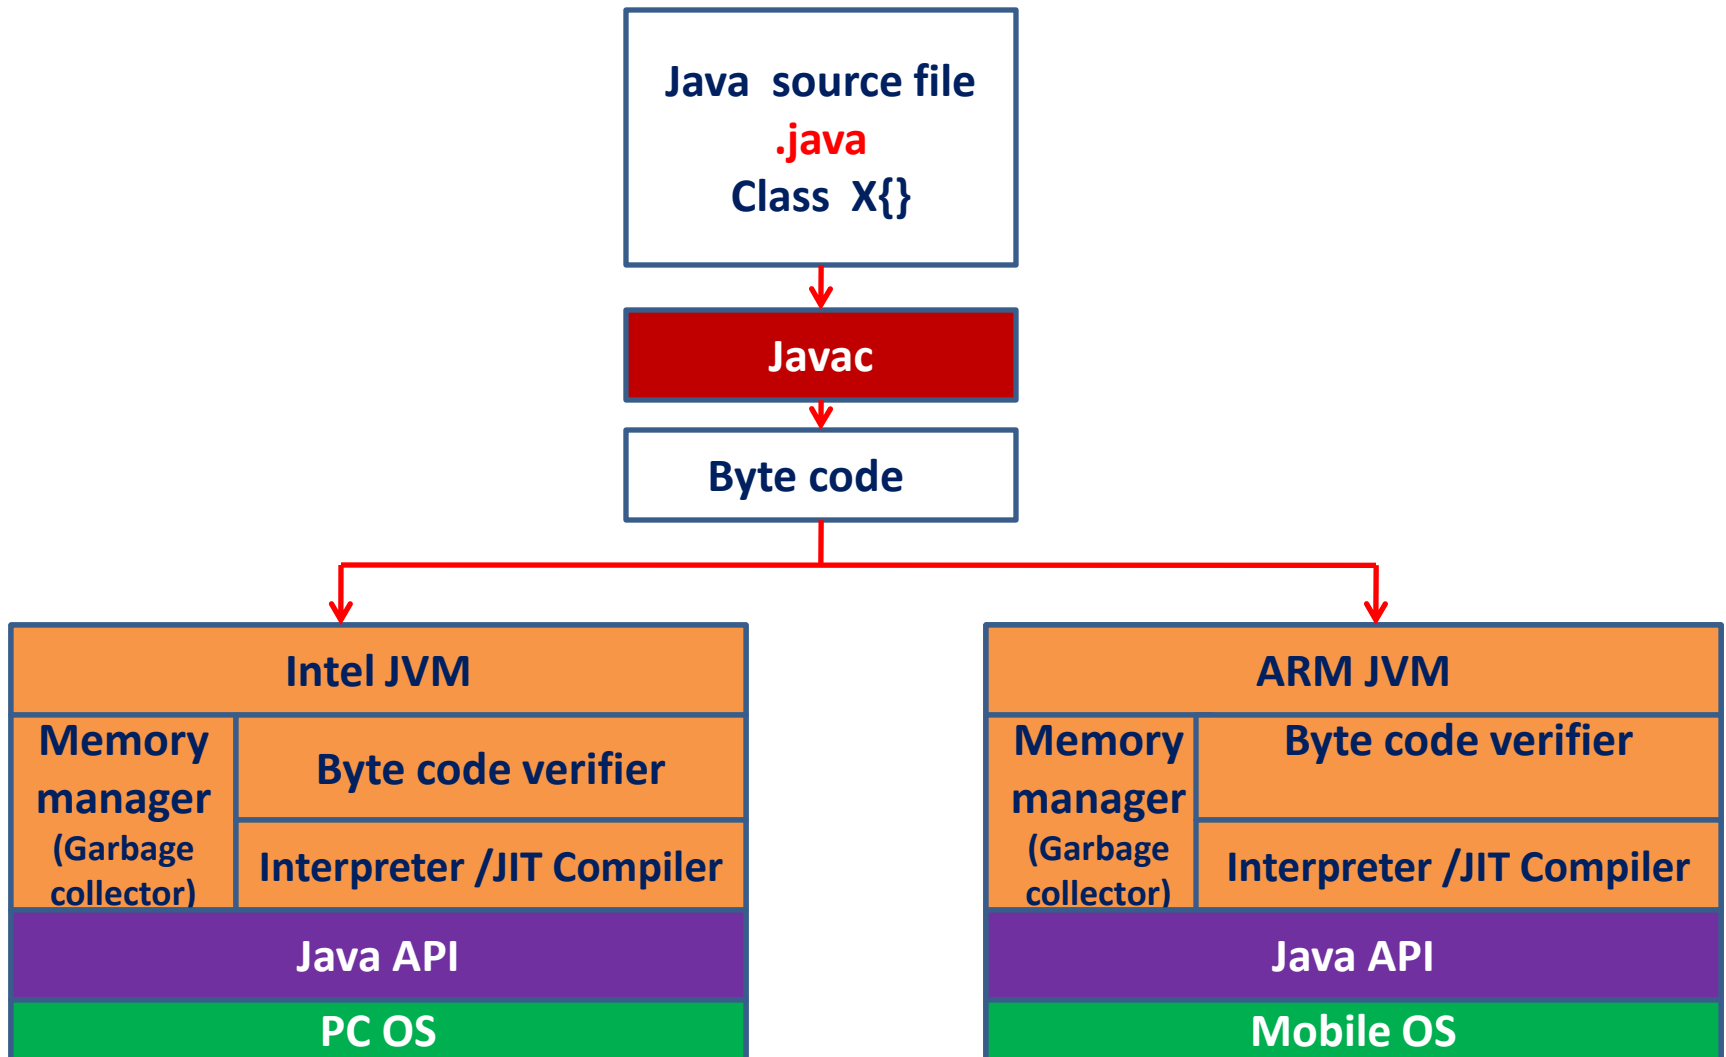 Java source file
.java
Class X{}
Javac
Byte code
Intel JVM
Memory
manager
(Garbage
collector)
Byte code verifier
Interpreter /JIT Compiler
Java API
PC OS
ARM JVM
Memory
manager
(Garbage
collector)
Byte code verifier
Interpreter /JIT Compiler
Java API
Mobile OS